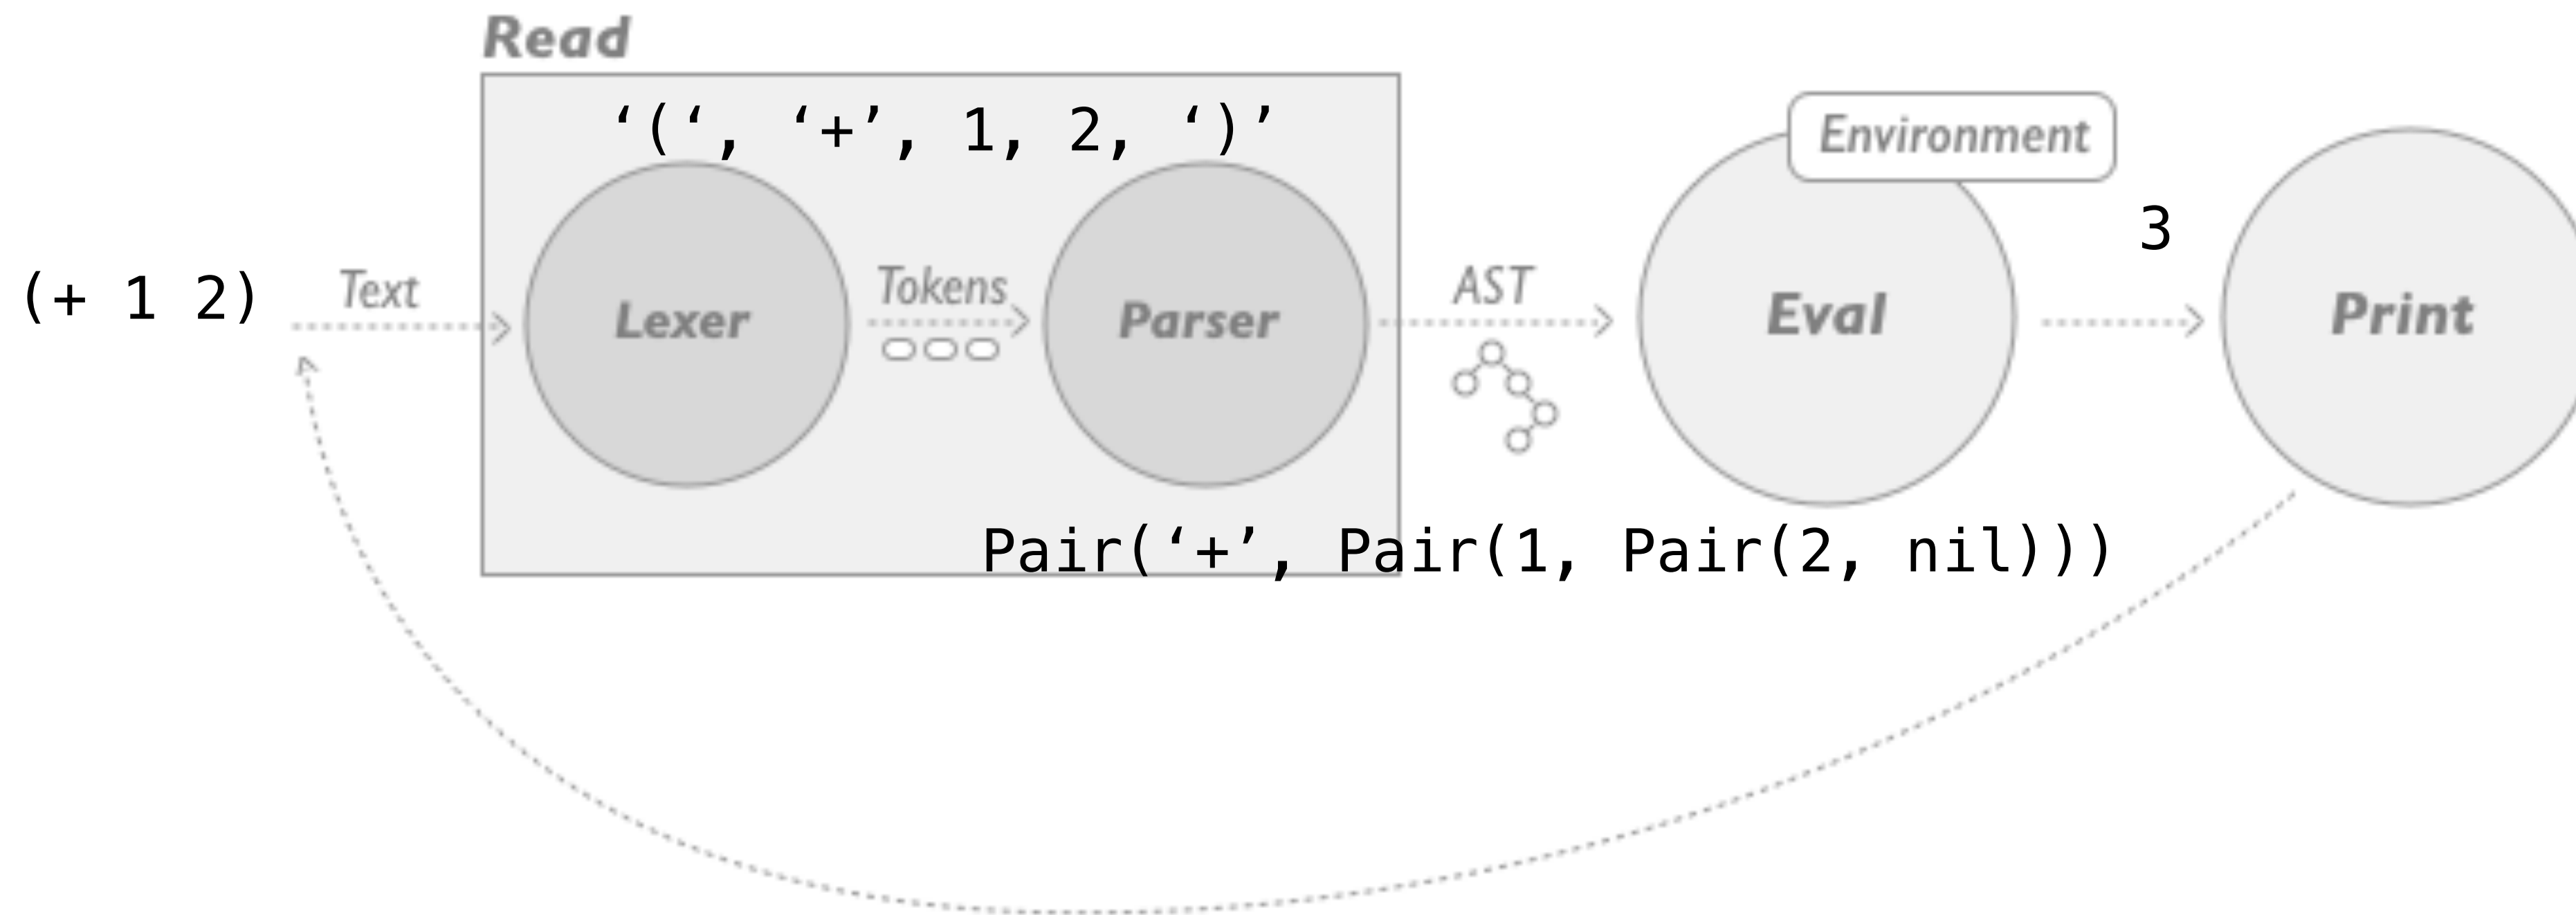 Read
‘(‘, ‘+’, 1, 2, ‘)’
Environment
3
(+ 1 2)
Text
Lexer
Tokens
Parser
AST
Eval
Print
Pair(‘+’, Pair(1, Pair(2, nil)))